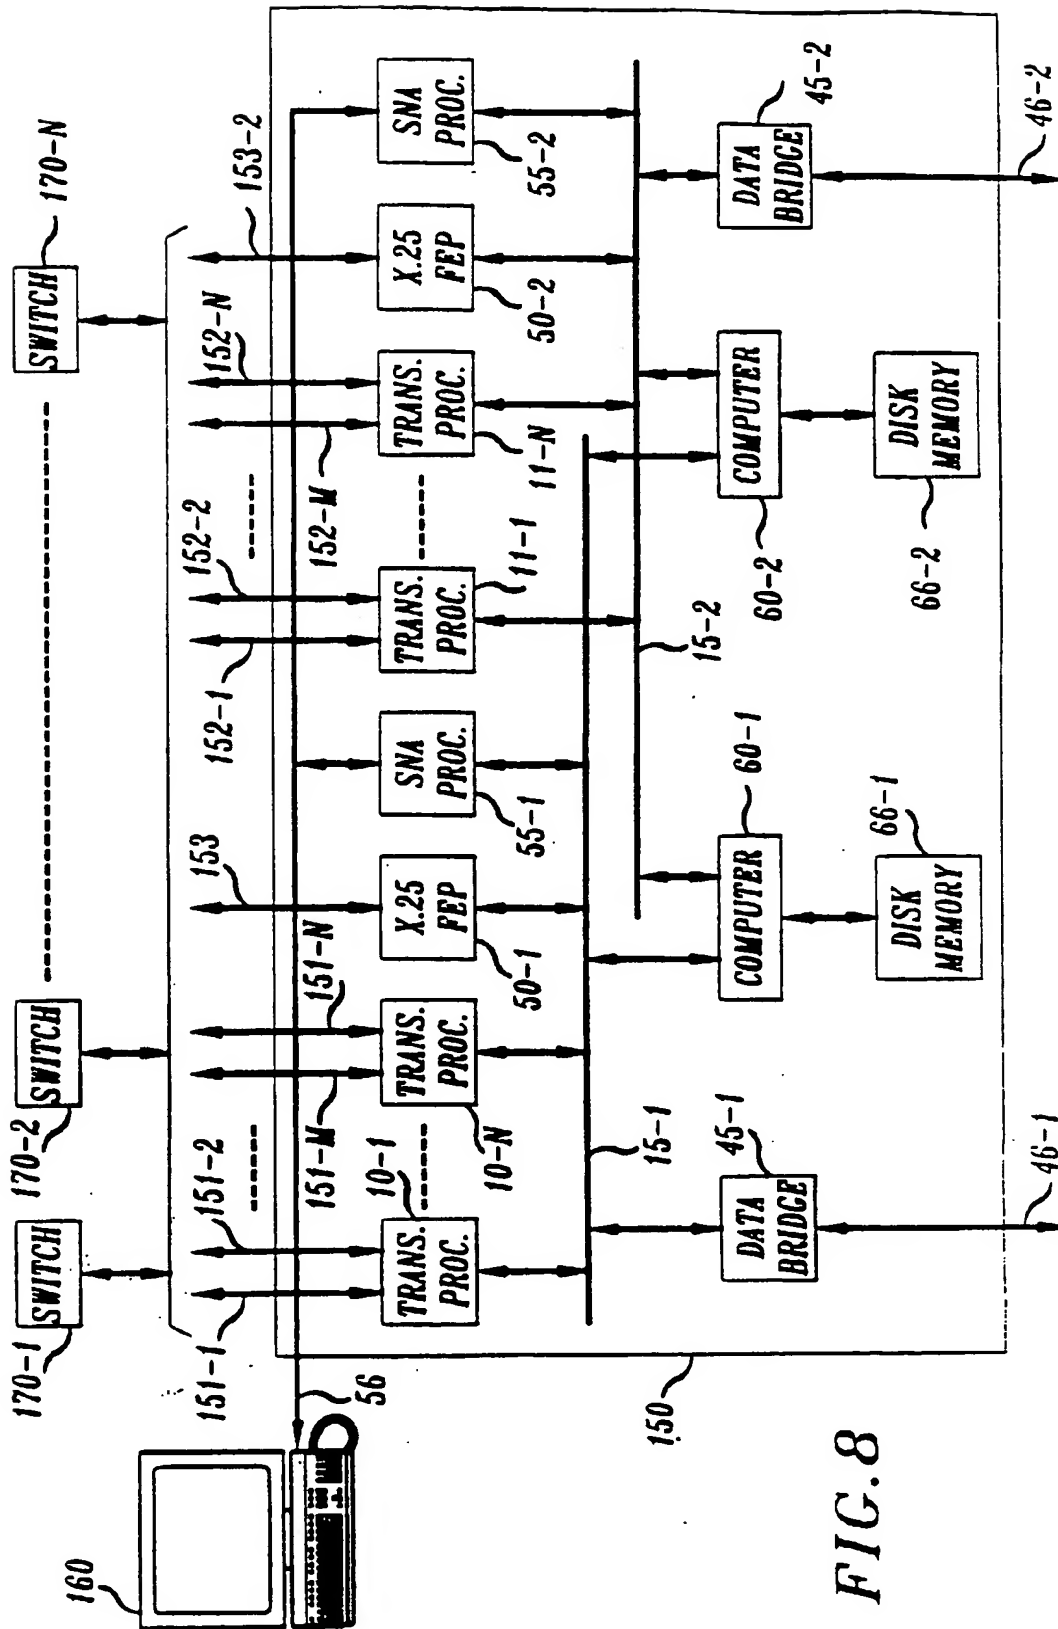 170-1
SWITCH
170-2
SWITCH
170-N
SWITCH
160
151-1
151-2
151-M
151-N
153
152-1
152-2
152-M
152-N
153-2
56
10-1
TRANS.
PROC.
10-N
TRANS.
PROC.
50-1
X.25
FEP
55-1
SNA
PROC.
11-1
TRANS.
PROC.
11-N
TRANS.
PROC.
50-2
X.25
FEP
55-2
SNA
PROC.
15-1
15-2
45-1
DATA
BRIDGE
60-1
COMPUTER
60-2
COMPUTER
45-2
DATA
BRIDGE
66-1
DISK
MEMORY
66-2
DISK
MEMORY
46-1
46-2
150
FIG. 8